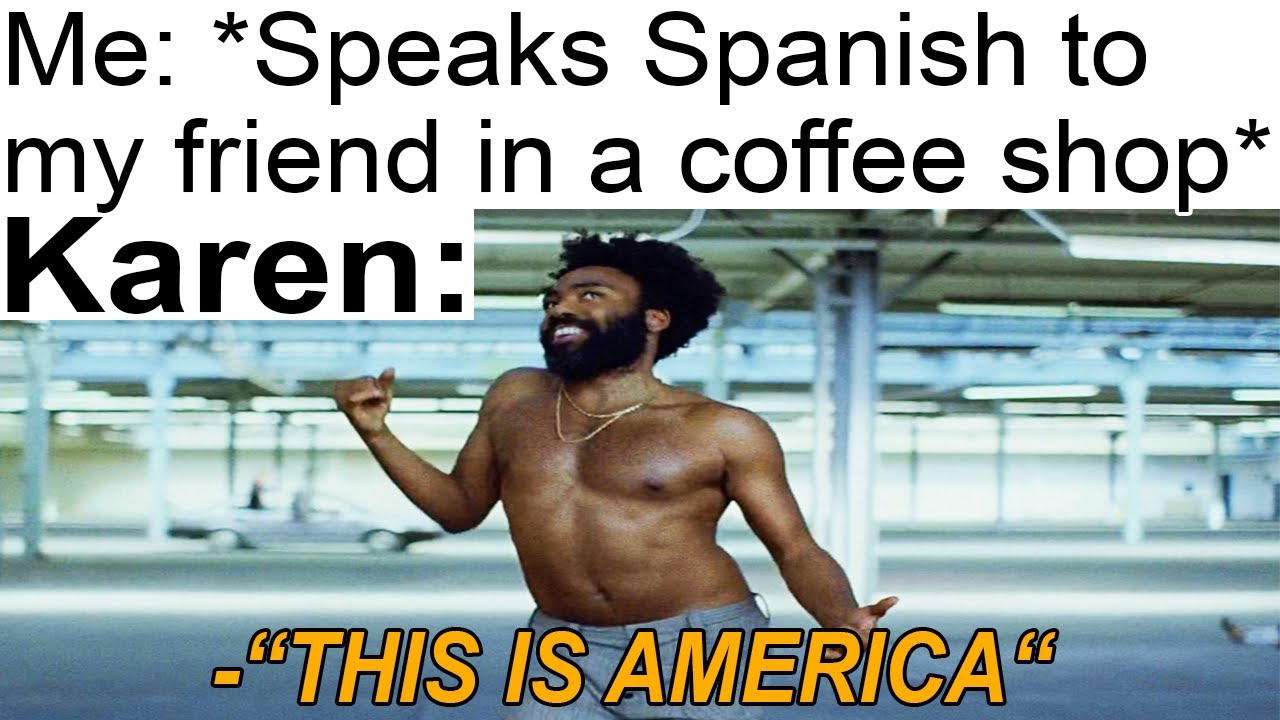 Me: *Speaks Spanish to
my friend in a coffee shop*
Karen:
-“THIS IS AMERICA“